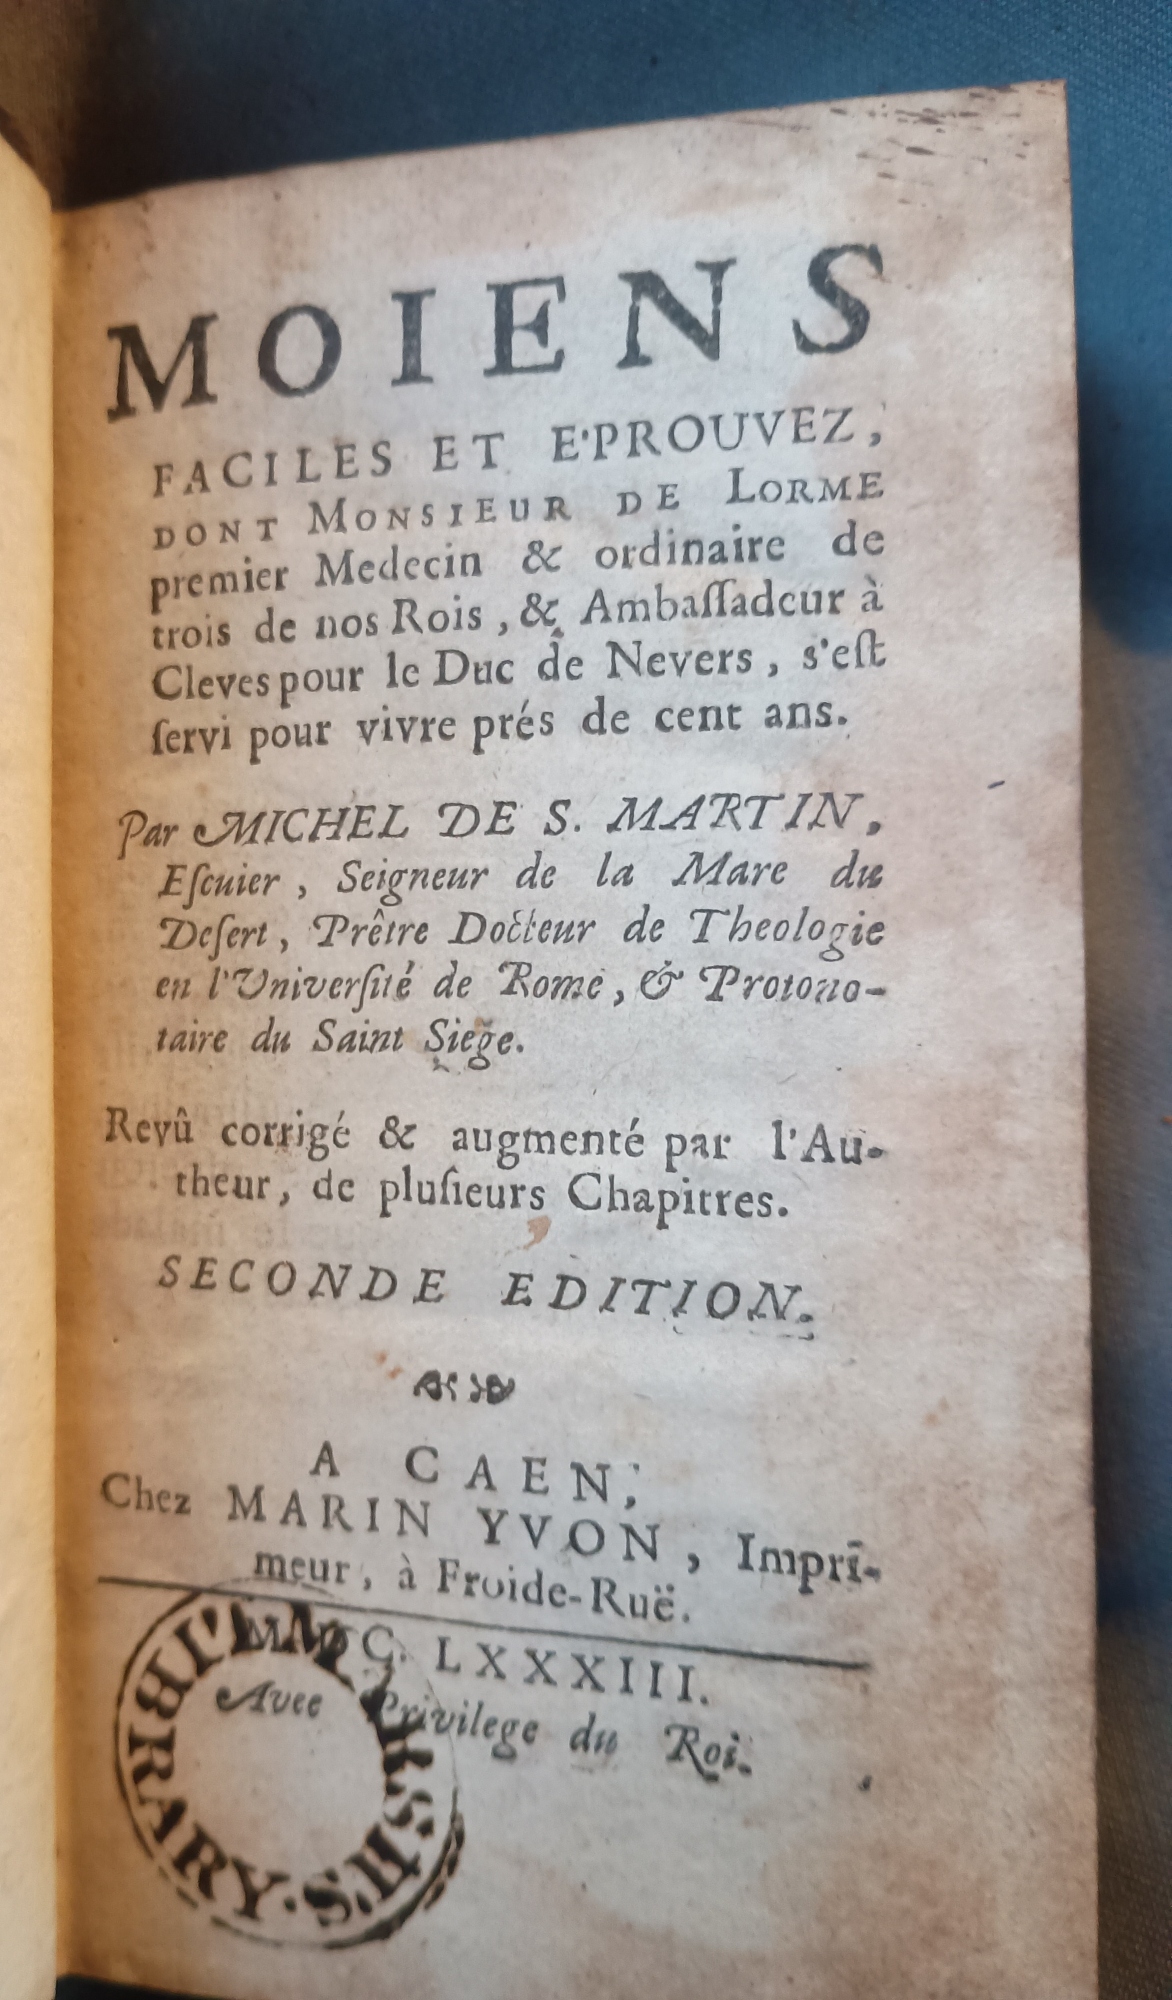 MOIENS
FACILES ET E'PROUVEZ,
DONT MONSIEUR DE LORME
premier Medecin & ordinaire de
trois de nos Rois, & Ambaſſadeur à
Cleves pour le Duc de Nevers, s'eſt
ſervi pour vivre prés de cent ans.
Par MICHEL DE S. MARTIN,
Eſcuier, Seigneur de la Mare du
Deſert, Prêtre Docteur de Theologie
en l'Univerſité de Rome, & Protono-
taire du Saint Siege.
Revû corrigé & augmenté par l'Au-
theur, de pluſieurs Chapitres.
SECONDE EDITION.
A CAEN,
Chez MARIN YVON, Impri-
meur, à Froide-Ruë.
M. DC. LXXXIII.
Avec Privilege du Roi.
LIBRARY.